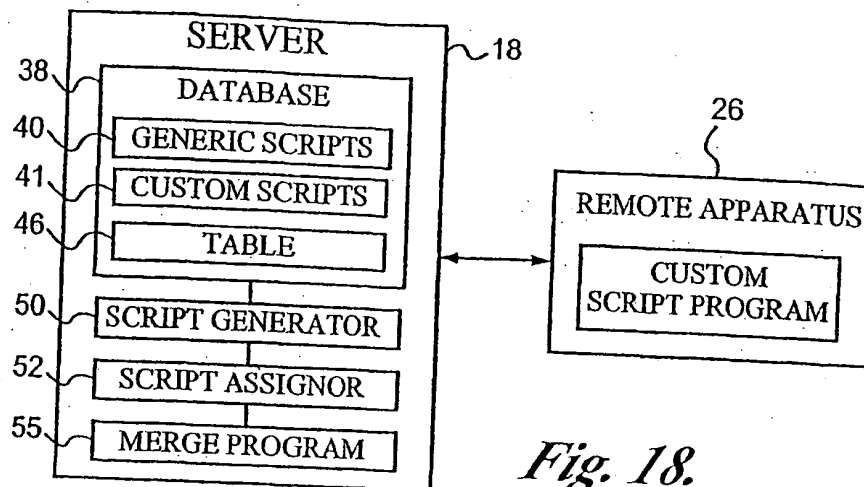 SERVER
18
38
DATABASE
40
GENERIC SCRIPTS
41
CUSTOM SCRIPTS
46
TABLE
50
SCRIPT GENERATOR
52
SCRIPT ASSIGNOR
55
MERGE PROGRAM
26
REMOTE APPARATUS
CUSTOM
SCRIPT PROGRAM
Fig. 18.